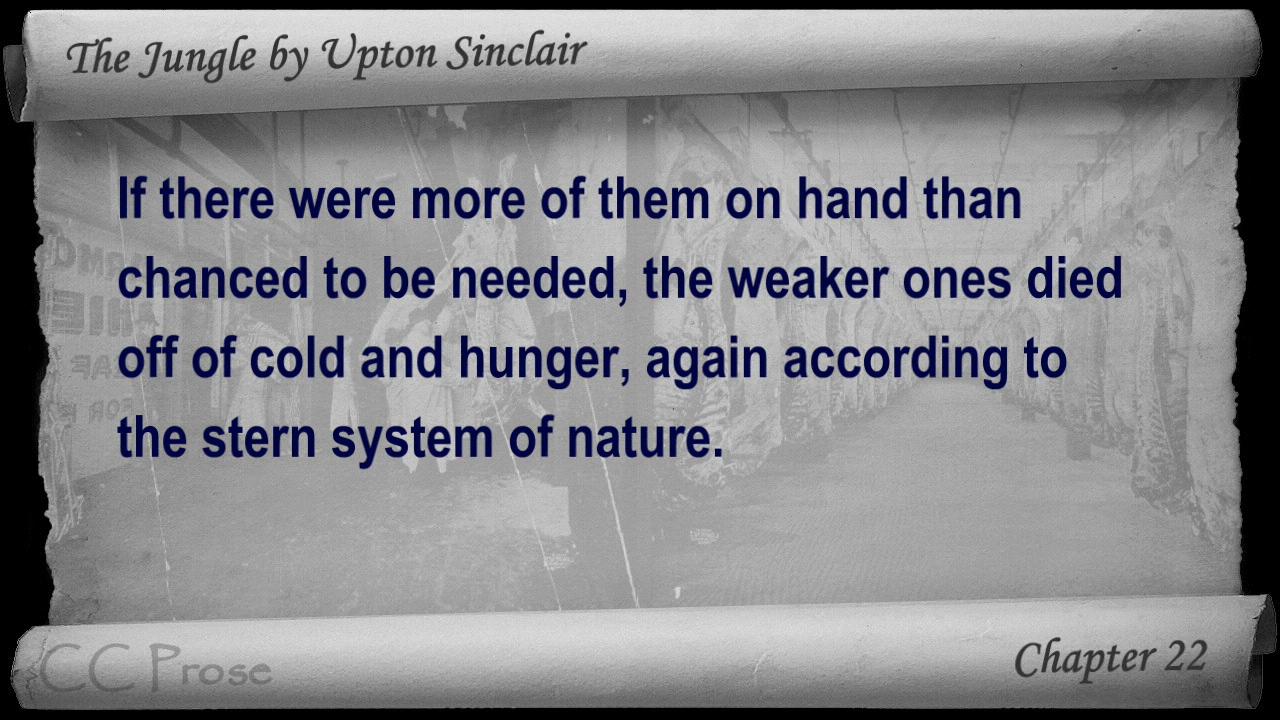 The Jungle by Upton Sinclair
If there were more of them on hand than
chanced to be needed, the weaker ones died
off of cold and hunger, again according to
the stern system of nature.
CC Prose
Chapter 22